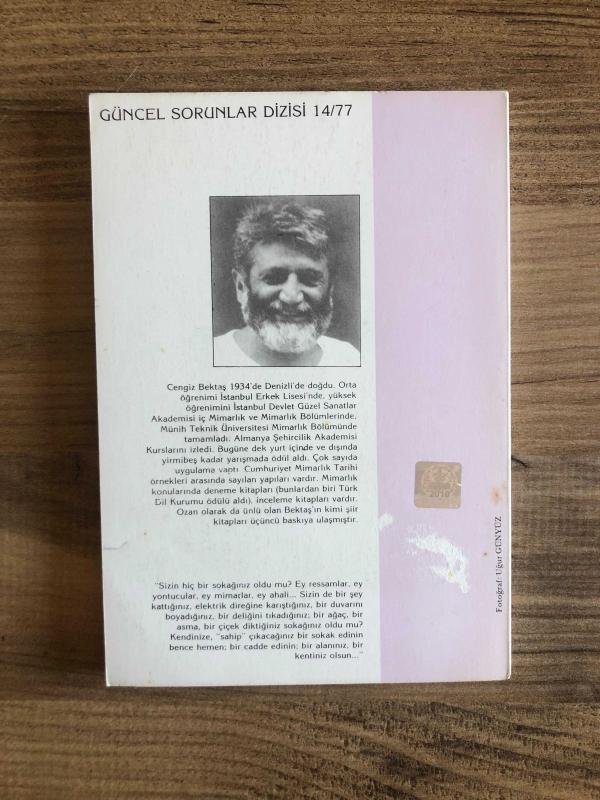 GÜNCEL SORUNLAR DİZİSİ 14/77
Cengiz Bektaş 1934'de Denizli'de doğdu. Orta
öğrenimi İstanbul Erkek Lisesi'nde, yüksek
öğrenimini İstanbul Devlet Güzel Sanatlar
Akademisi iç Mimarlık ve Mimarlık Bölümlerinde,
Münih Teknik Üniversitesi Mimarlık Bölümünde
tamamladı. Almanya Şehircilik Akademisi
Kurslarını izledi. Bugüne dek yurt içinde ve dışında
yirmibeş kadar yarışmada ödül aldı. Çok sayıda
uygulama yaptı. Cumhuriyet Mimarlık Tarihi
örnekleri arasında sayılan yapıları vardır. Mimarlık
konularında deneme kitapları (bunlardan biri Türk
Dil Kurumu ödülü aldı), inceleme kitapları vardır.
Ozan olarak da ünlü olan Bektaş'ın kimi şiir
kitapları üçüncü baskıya ulaşmıştır.
"Sizin hiç bir sokağınız oldu mu? Ey ressamlar, ey
yontucular, ey mimarlar, ey ahali... Sizin de bir şey
kattığınız, elektrik direğine karıştığınız, bir duvarını
boyadığınız, bir deliğini tıkadığınız; bir ağaç, bir
asma, bir çiçek diktiğiniz sokağınız oldu mu?
Kendinize, "sahip" çıkacağınız bir sokak edinin
bence hemen; bir cadde edinin; bir alanınız, bir
kentiniz olsun..."
2010
Fotoğraf: Uğur GÜNYÜZ